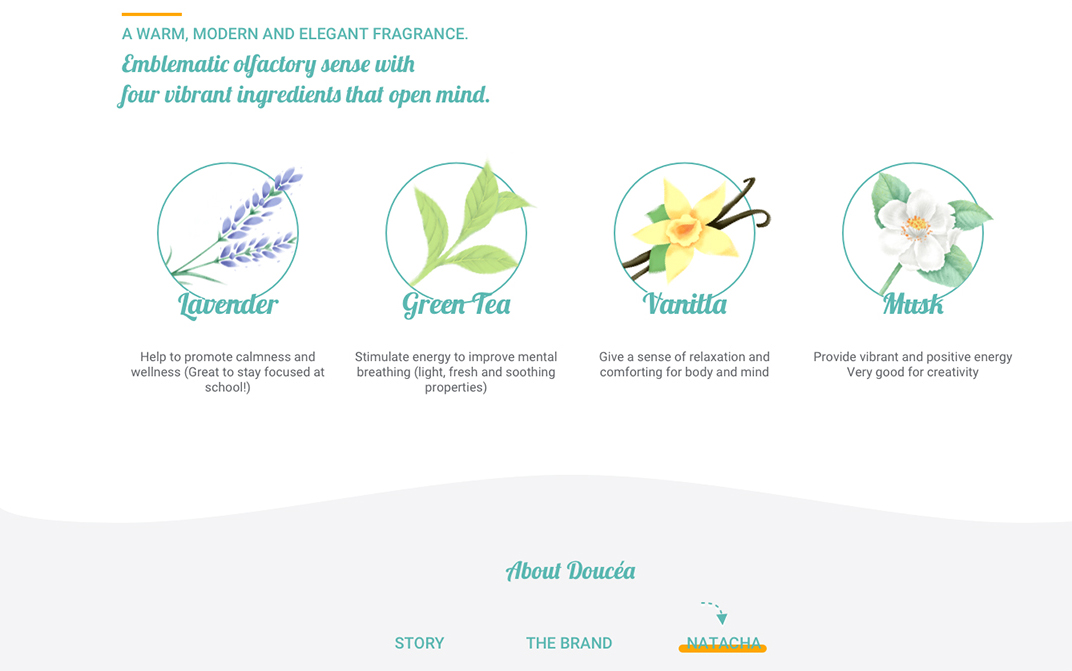 A WARM, MODERN AND ELEGANT FRAGRANCE.
Emblematic olfactory sense with
four vibrant ingredients that open mind.
Lavender
Green Tea
Vanilla
Musk
Help to promote calmness and
wellness (Great to stay focused at
school!)
Stimulate energy to improve mental
breathing (light, fresh and soothing
properties)
Give a sense of relaxation and
comforting for body and mind
Provide vibrant and positive energy
Very good for creativity
About Doucéa
STORY
THE BRAND
NATACHA